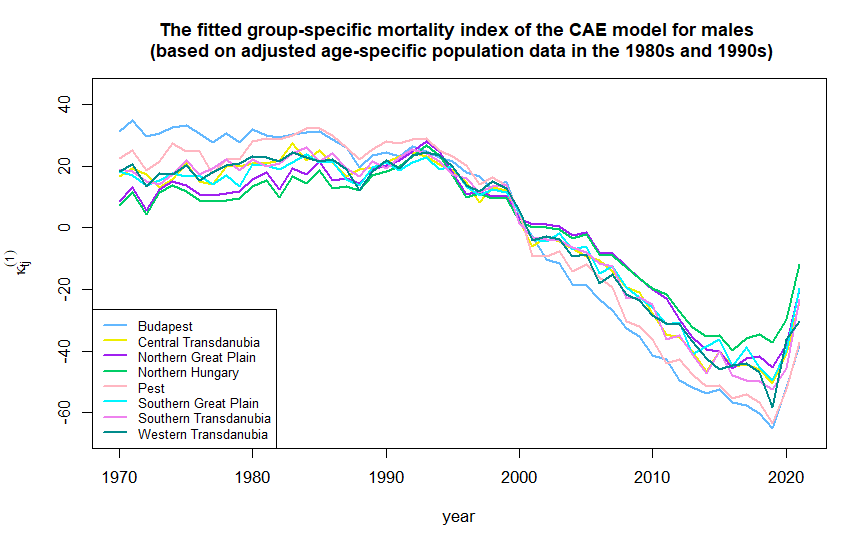 The fitted group-specific mortality index of the CAE model for males
(based on adjusted age-specific population data in the 1980s and 1990s)
κ_tj^(1)
40
20
0
-20
-40
-60
Budapest
Central Transdanubia
Northern Great Plain
Northern Hungary
Pest
Southern Great Plain
Southern Transdanubia
Western Transdanubia
1970 1980 1990 2000 2010 2020
year